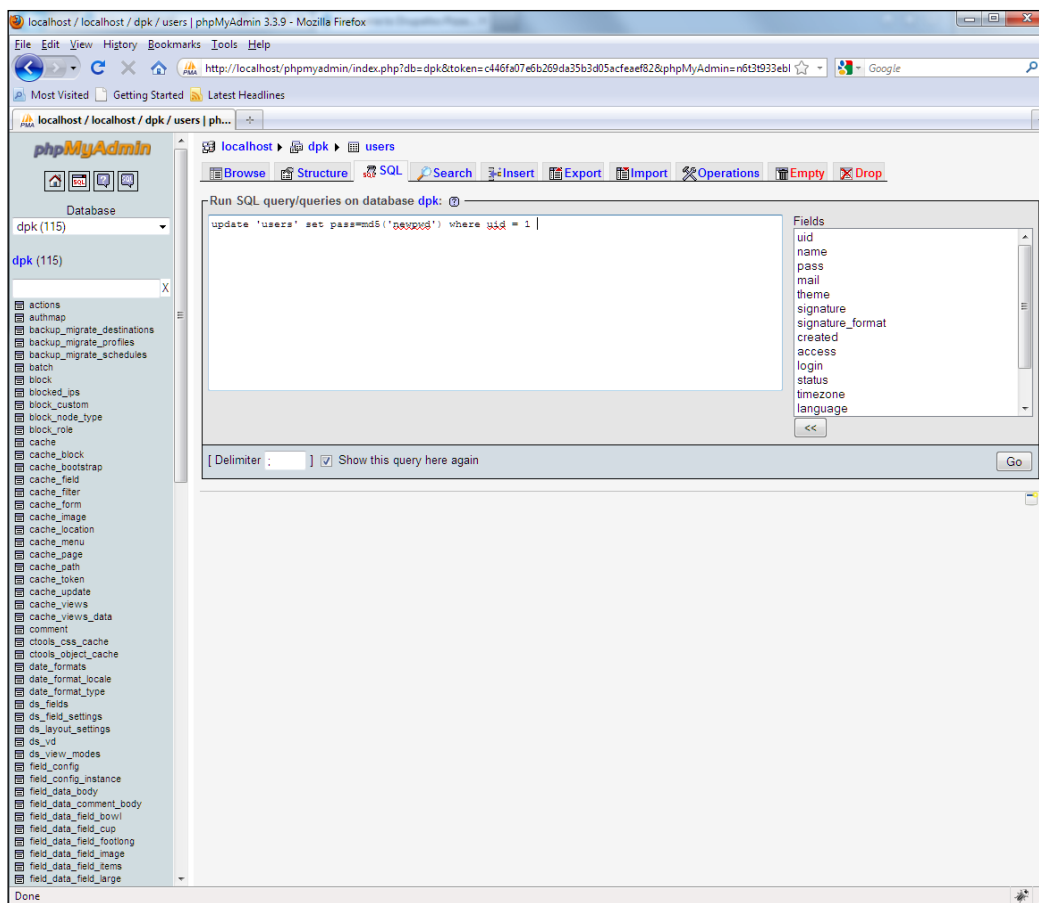 localhost / localhost / dpk / users | phpMyAdmin 3.3.9 - Mozilla Firefox
File Edit View History Bookmarks Tools Help
http://localhost/phpmyadmin/index.php?db=dpk&token=c446fa07e6b269da35b3d05acfeaef82&phpMyAdmin=n6t3t933ebl
Google
Most Visited Getting Started Latest Headlines
localhost / localhost / dpk / users | ph...
phpMyAdmin
localhost ▸ dpk ▸ users
Browse Structure SQL Search Insert Export Import Operations Empty Drop
Database
dpk (115)
dpk (115)
X
actions
authmap
backup_migrate_destinations
backup_migrate_profiles
backup_migrate_schedules
batch
block
blocked_ips
block_custom
block_node_type
block_role
cache
cache_block
cache_bootstrap
cache_field
cache_filter
cache_form
cache_image
cache_location
cache_menu
cache_page
cache_path
cache_token
cache_update
cache_views
cache_views_data
comment
ctools_css_cache
ctools_object_cache
date_formats
date_format_locale
date_format_type
ds_fields
ds_field_settings
ds_layout_settings
ds_vd
ds_view_modes
field_config
field_config_instance
field_data_body
field_data_comment_body
field_data_field_bowl
field_data_field_cup
field_data_field_footlong
field_data_field_image
field_data_field_items
field_data_field_large
Run SQL query/queries on database dpk:
update 'users' set pass=md5('newpwd') where uid = 1
Fields
uid
name
pass
mail
theme
signature
signature_format
created
access
login
status
timezone
language
<<
[ Delimiter ; ] Show this query here again
Go
Done